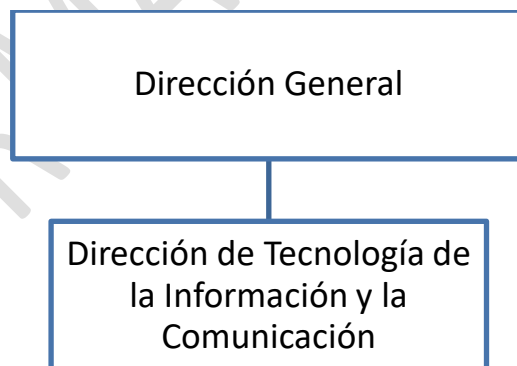 Dirección General
Dirección de Tecnología de
la Información y la
Comunicación